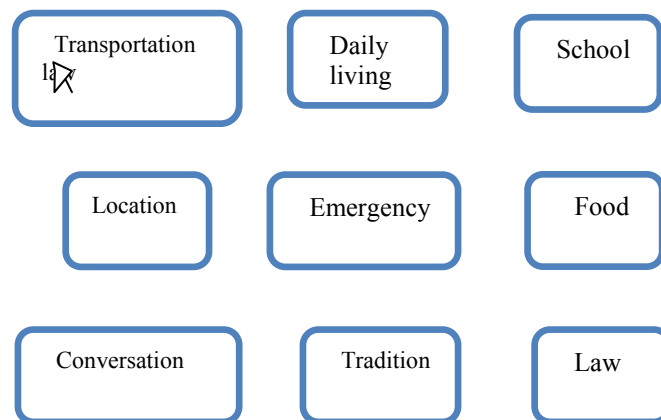 Transportation
Daily
living
School
Location
Emergency
Food
Conversation
Tradition
Law